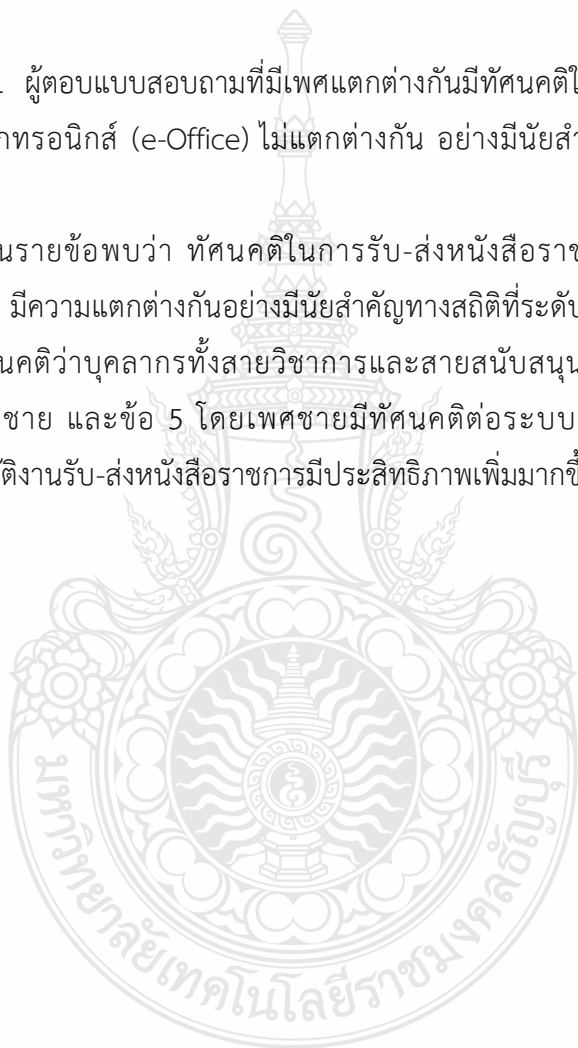 1 ผู้ตอบแบบสอบถามที่มีเพศแตกต่างกันมีทัศนคติใ
กทรอนิกส์ (e-Office) ไม่แตกต่างกัน อย่างมีนัยสำ
นรายข้อพบว่า ทัศนคติในการรับ-ส่งหนังสือราช
มีความแตกต่างกันอย่างมีนัยสำคัญทางสถิติที่ระดับ
นคติว่าบุคลากรทั้งสายวิชาการและสายสนับสนุน
ชาย และข้อ 5 โดยเพศชายมีทัศนคติต่อระบบ
ัติงานรับ-ส่งหนังสือราชการมีประสิทธิภาพเพิ่มมากขึ้
มหาวิทยาลัยเทคโนโลยีราชมงคลธัญบุรี